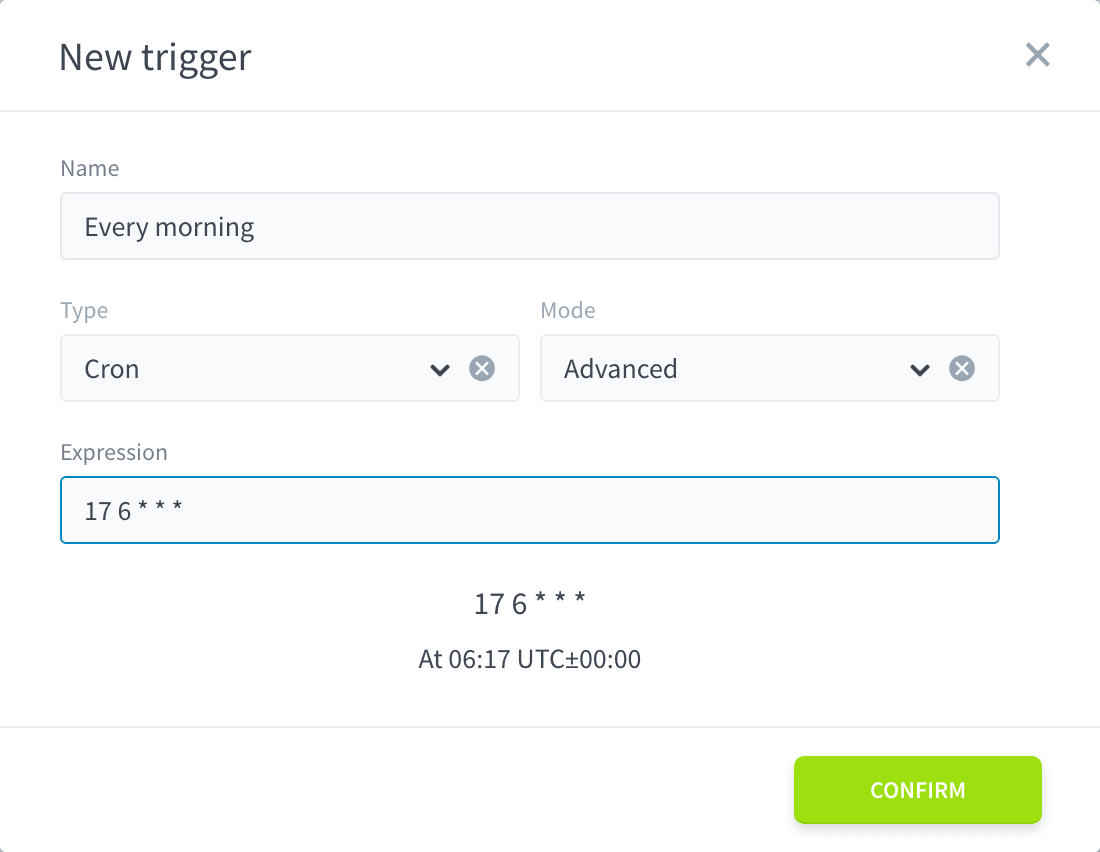 New trigger
Name
Every morning
Type
Mode
Cron
Advanced
Expression
17 6 * * *
17 6 * * *
At 06:17 UTC±00:00
CONFIRM